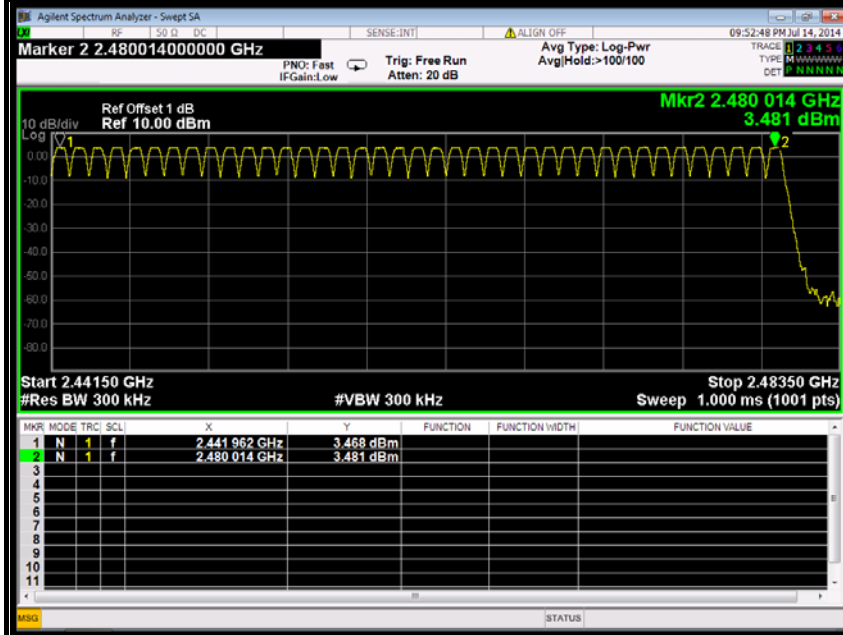 Agilent Spectrum Analyzer - Swept SA
LXI RF 50 Ω DC SENSE:INT ALIGN OFF 09:52:48 PM Jul 14, 2014
Marker 2 2.480014000000 GHz
PNO: Fast
IFGain:Low
Trig: Free Run
Atten: 20 dB
Avg Type: Log-Pwr
Avg|Hold:>100/100
TRACE 1 2 3 4 5 6
TYPE M WWWWW
DET P N N N N N
Mkr2 2.480 014 GHz
3.481 dBm
Ref Offset 1 dB
10 dB/div Ref 10.00 dBm
Log
1
2
0.00
-10.0
-20.0
-30.0
-40.0
-50.0
-60.0
-70.0
-80.0
Start 2.44150 GHz Stop 2.48350 GHz
#Res BW 300 kHz #VBW 300 kHz Sweep 1.000 ms (1001 pts)
MKR MODE TRC SCL X Y FUNCTION FUNCTION WIDTH FUNCTION VALUE
1 N 1 f 2.441 962 GHz 3.468 dBm
2 N 1 f 2.480 014 GHz 3.481 dBm
3
4
5
6
7
8
9
10
11
MSG STATUS